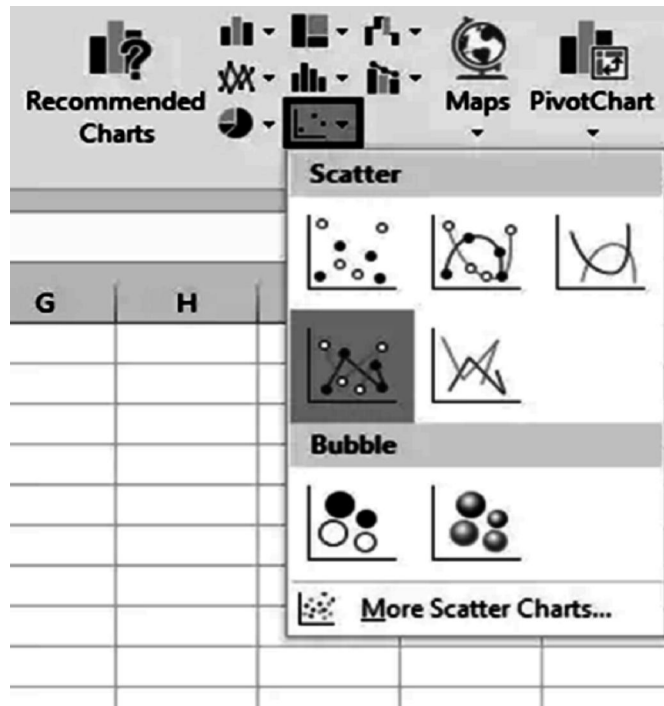 Recommended
Charts
Maps
PivotChart
Scatter
G
H
Bubble
More Scatter Charts...